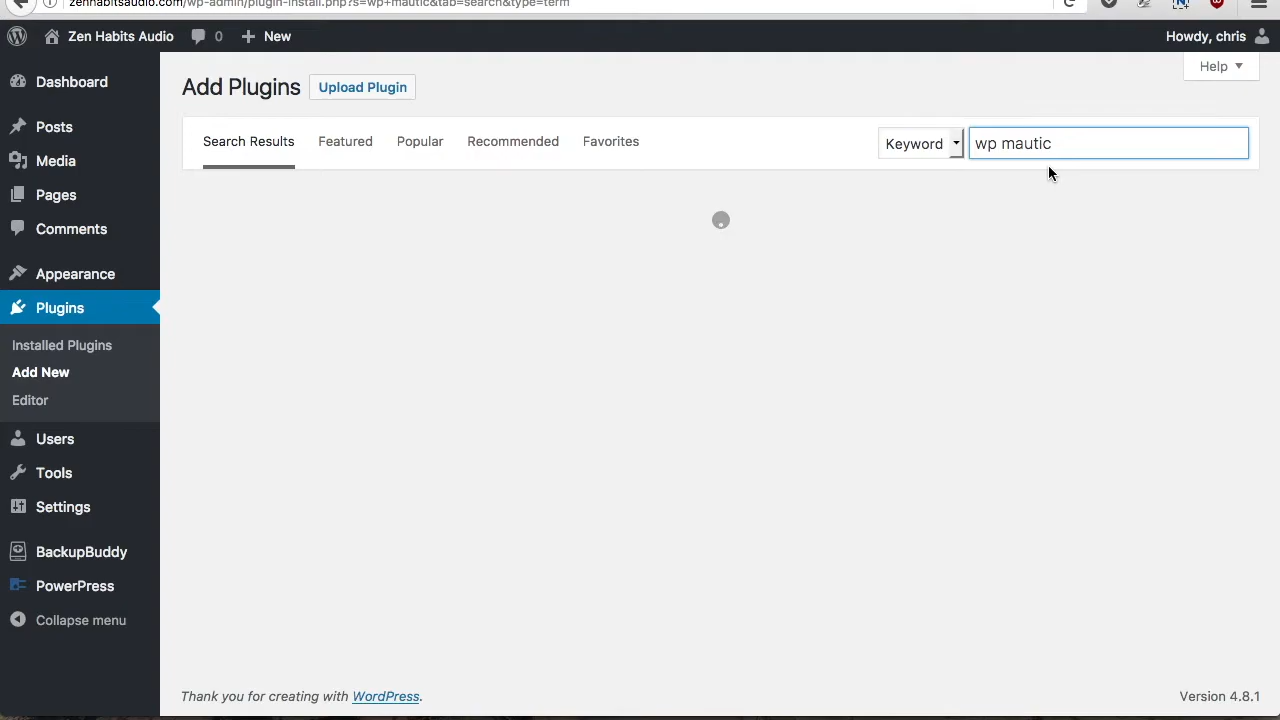 zenhabitsaudio.com/wp-admin/plugin-install.php?s=wp+mautic&tab=search&type=term
Zen Habits Audio 0 New Howdy, chris
Help
Add Plugins Upload Plugin
Search Results Featured Popular Recommended Favorites Keyword wp mautic
Dashboard
Posts
Media
Pages
Comments
Appearance
Plugins
Installed Plugins
Add New
Editor
Users
Tools
Settings
BackupBuddy
PowerPress
Collapse menu
Thank you for creating with WordPress. Version 4.8.1